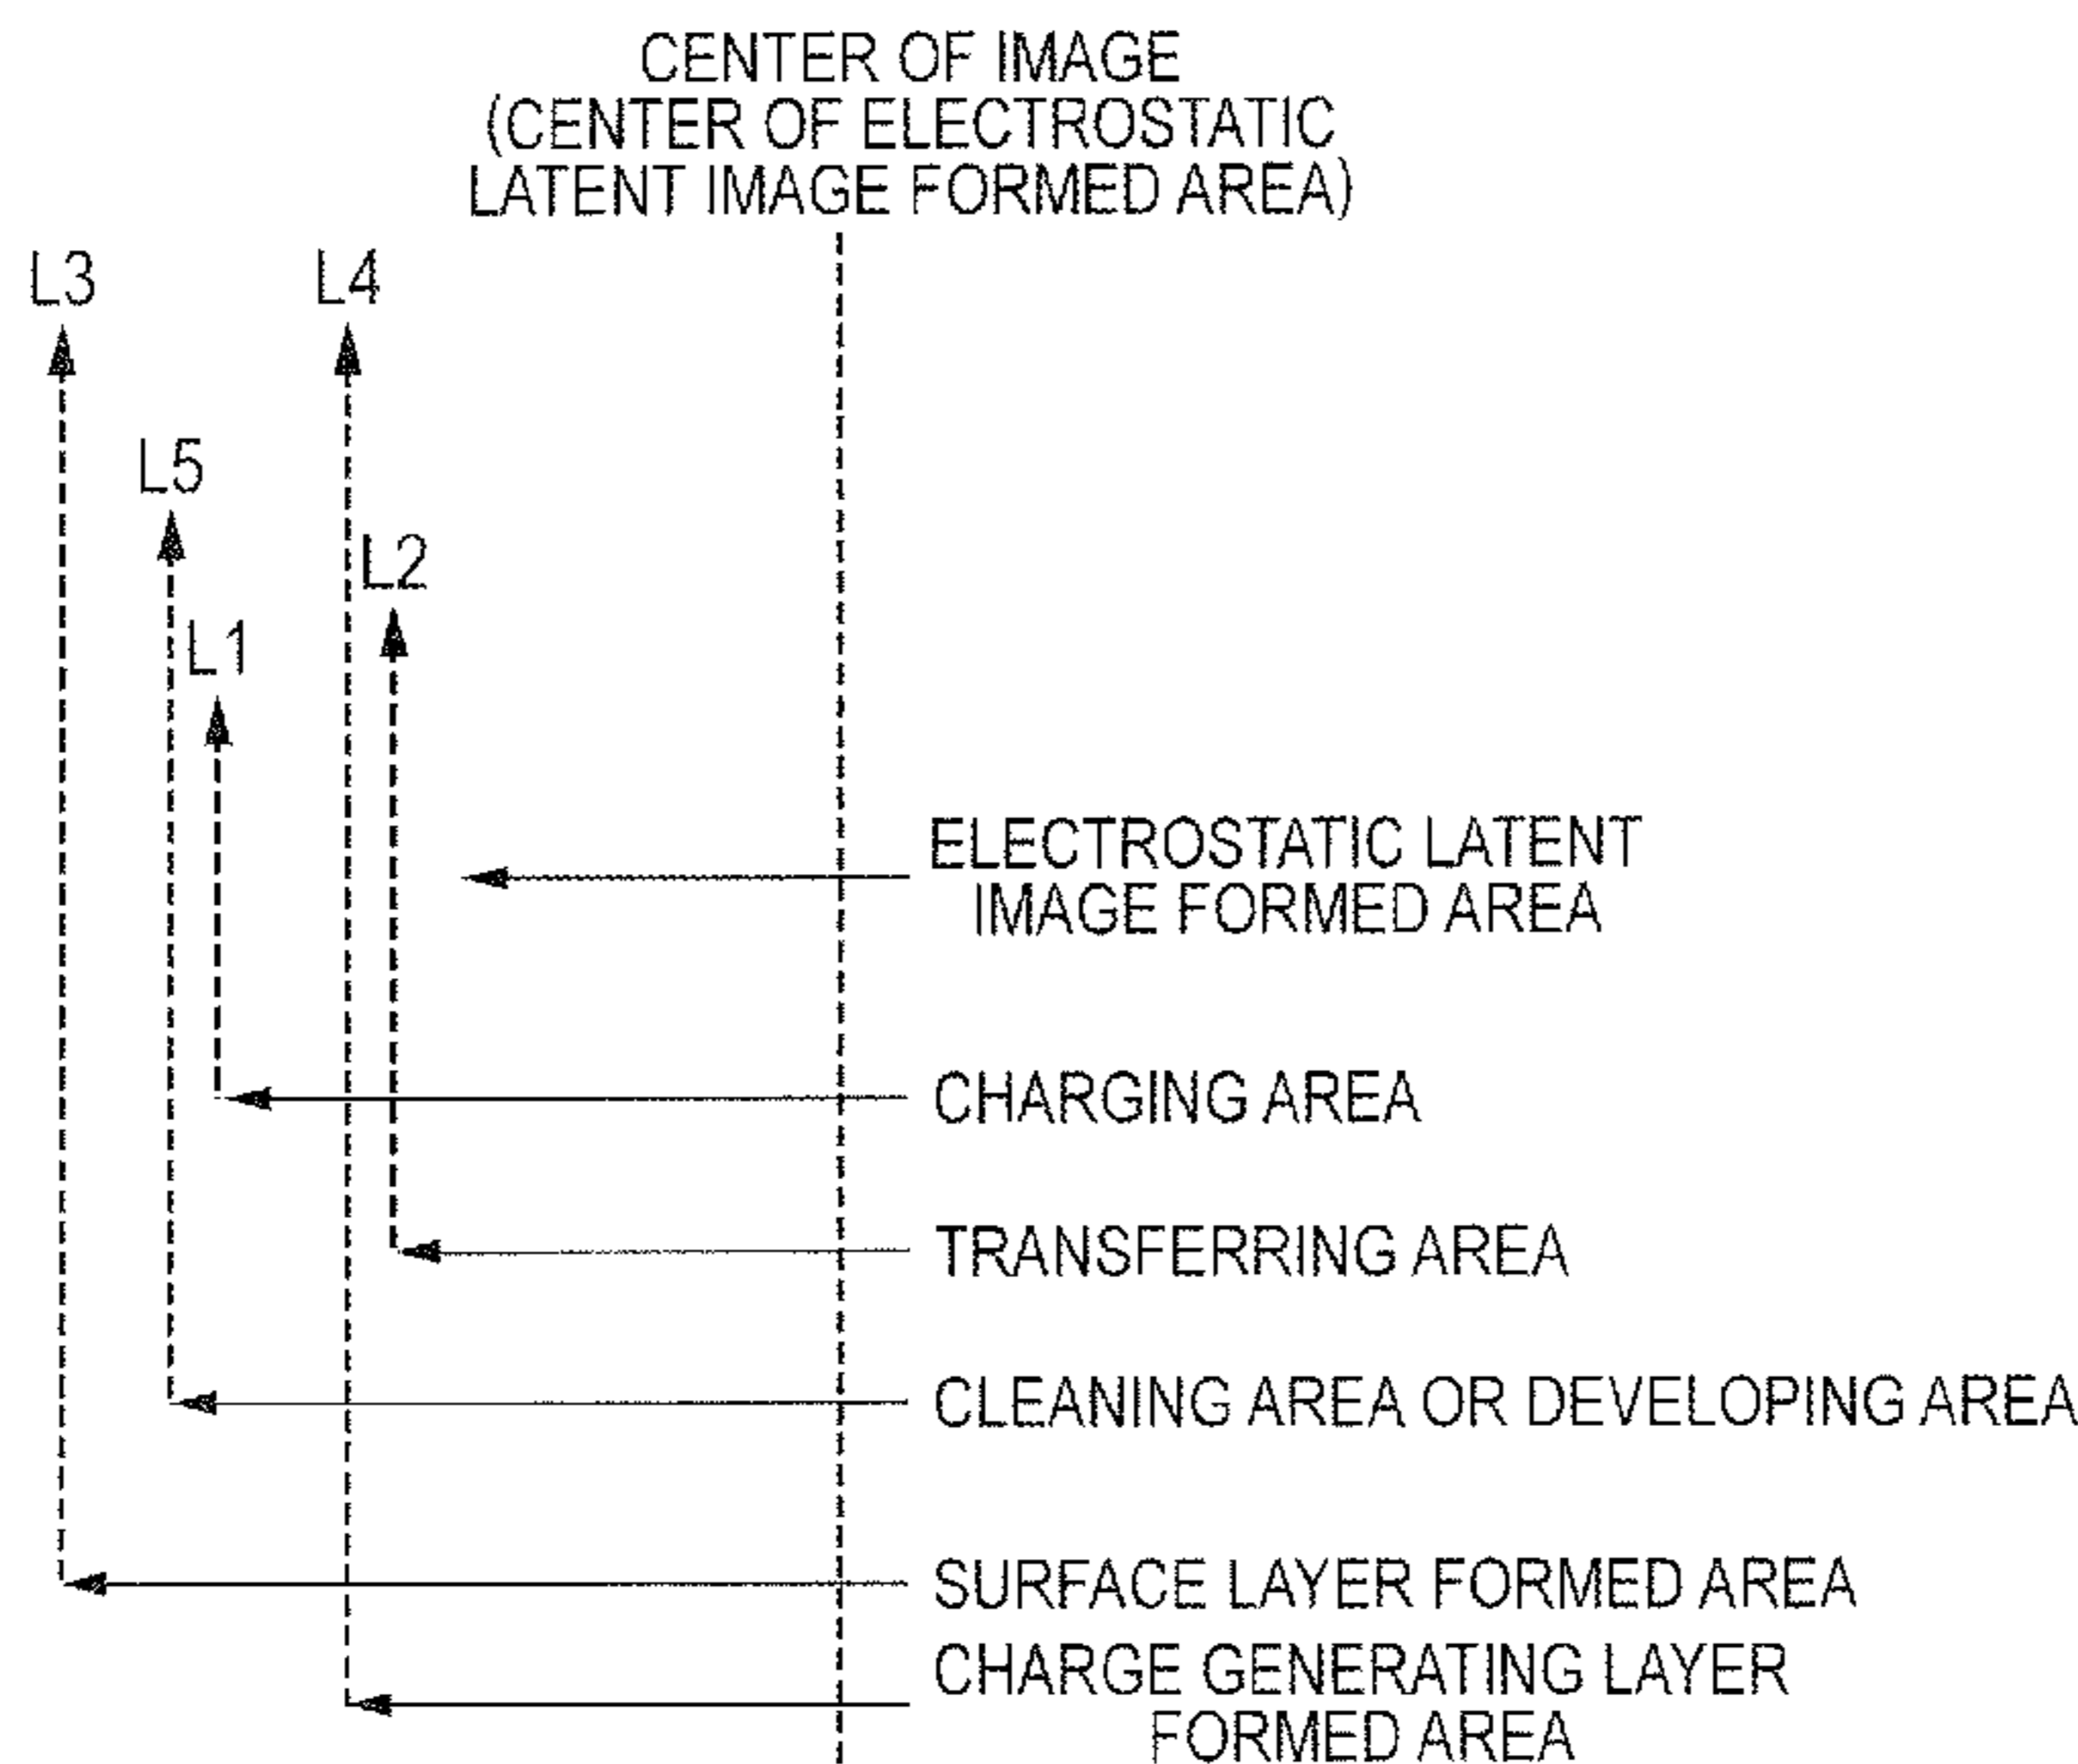 CENTER OF IMAGE
(CENTER OF ELECTROSTATIC
LATENT IMAGE FORMED AREA)
L3
L4
L5
L2
L1
ELECTROSTATIC LATENT
IMAGE FORMED AREA
CHARGING AREA
TRANSFERRING AREA
CLEANING AREA OR DEVELOPING AREA
SURFACE LAYER FORMED AREA
CHARGE GENERATING LAYER
FORMED AREA